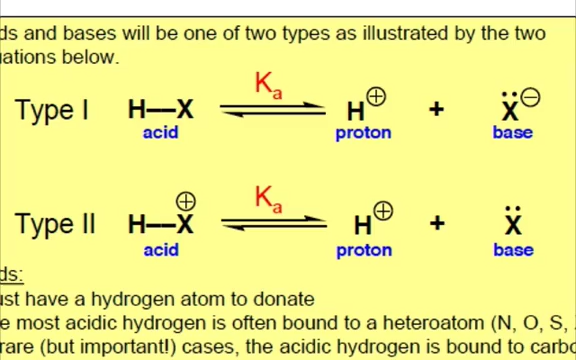 ds and bases will be one of two types as illustrated by the two
ations below.
Type I H—X Ka H⊕ + Ẍ⊖
acid proton base
Type II H—X⊕ Ka H⊕ + Ẍ
acid proton base
ds:
ust have a hydrogen atom to donate
e most acidic hydrogen is often bound to a heteroatom (N, O, S,
rare (but important!) cases, the acidic hydrogen is bound to carbo